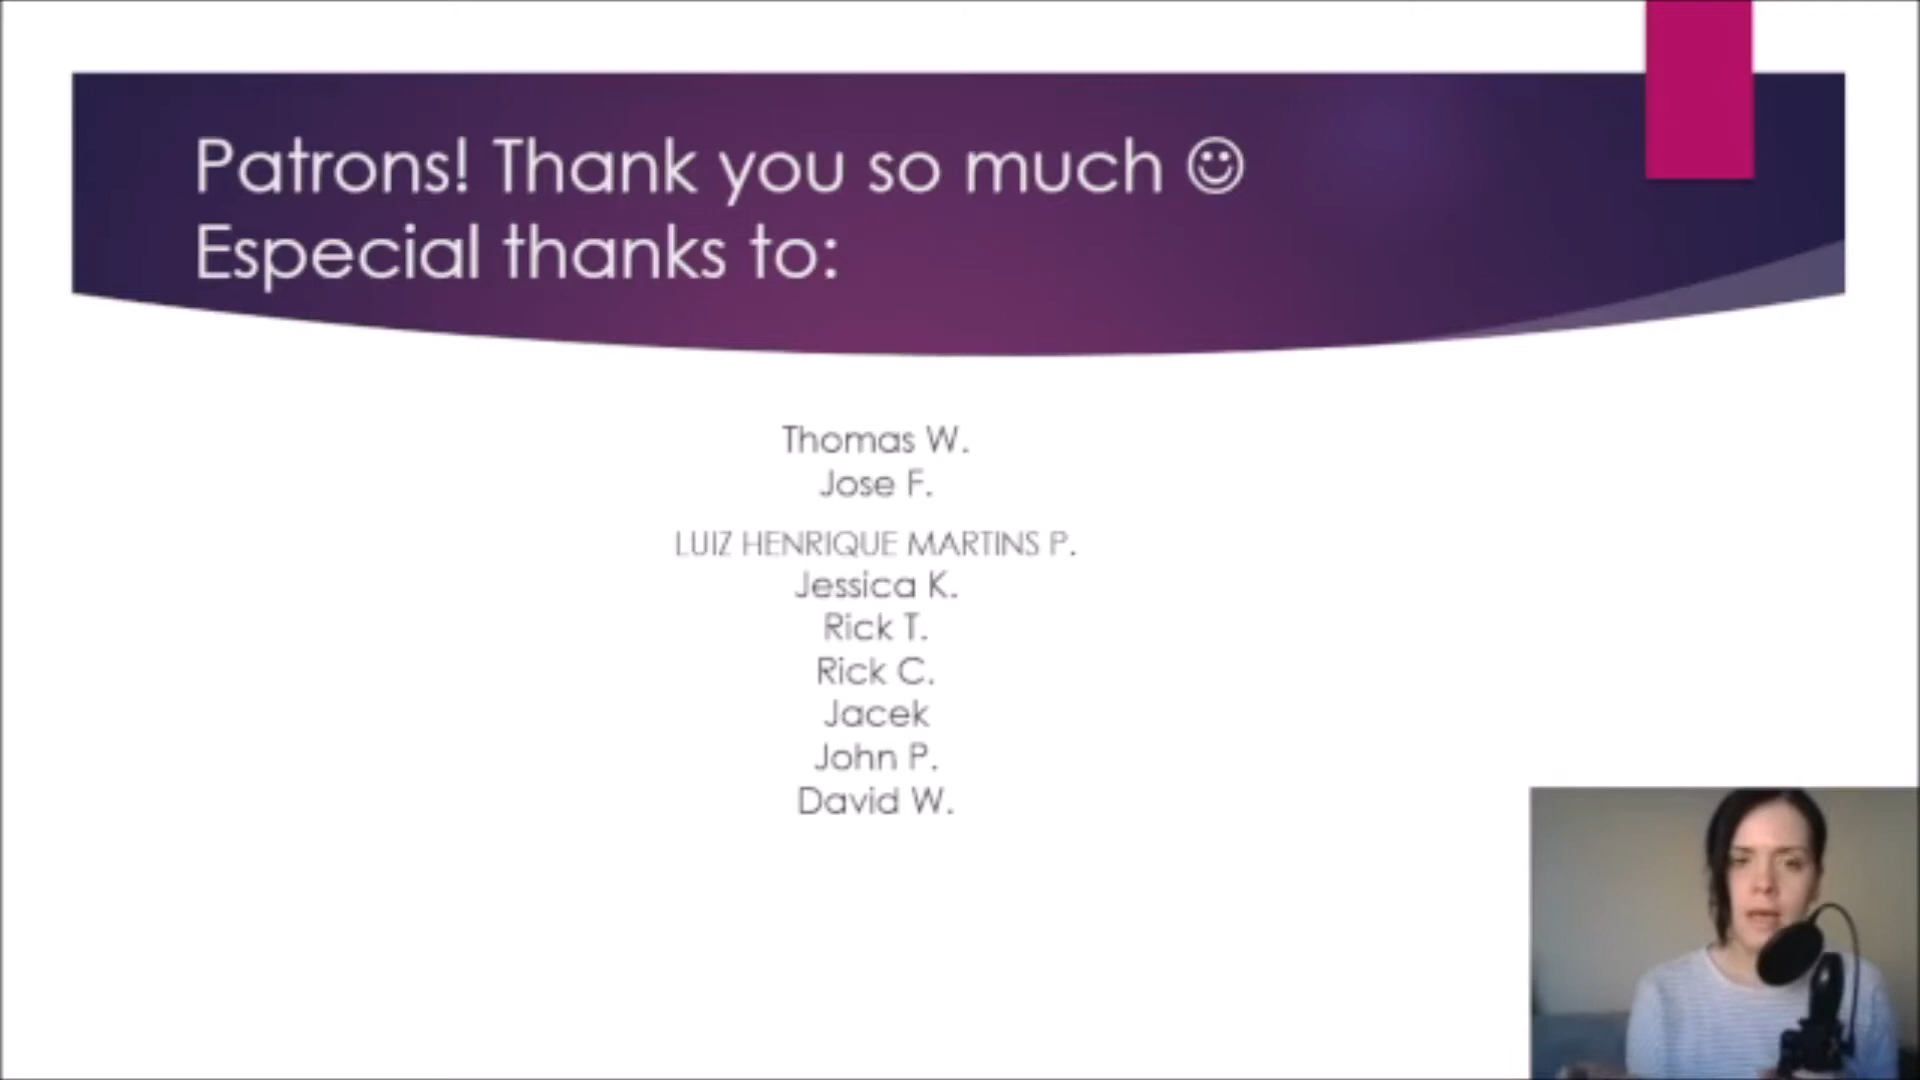 Patrons! Thank you so much ☺
Especial thanks to:
Thomas W.
Jose F.
LUIZ HENRIQUE MARTINS P.
Jessica K.
Rick T.
Rick C.
Jacek
John P.
David W.